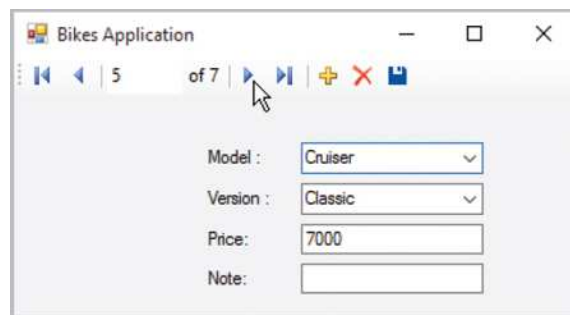 Bikes Application
5 of 7
Model : Cruiser
Version : Classic
Price: 7000
Note: